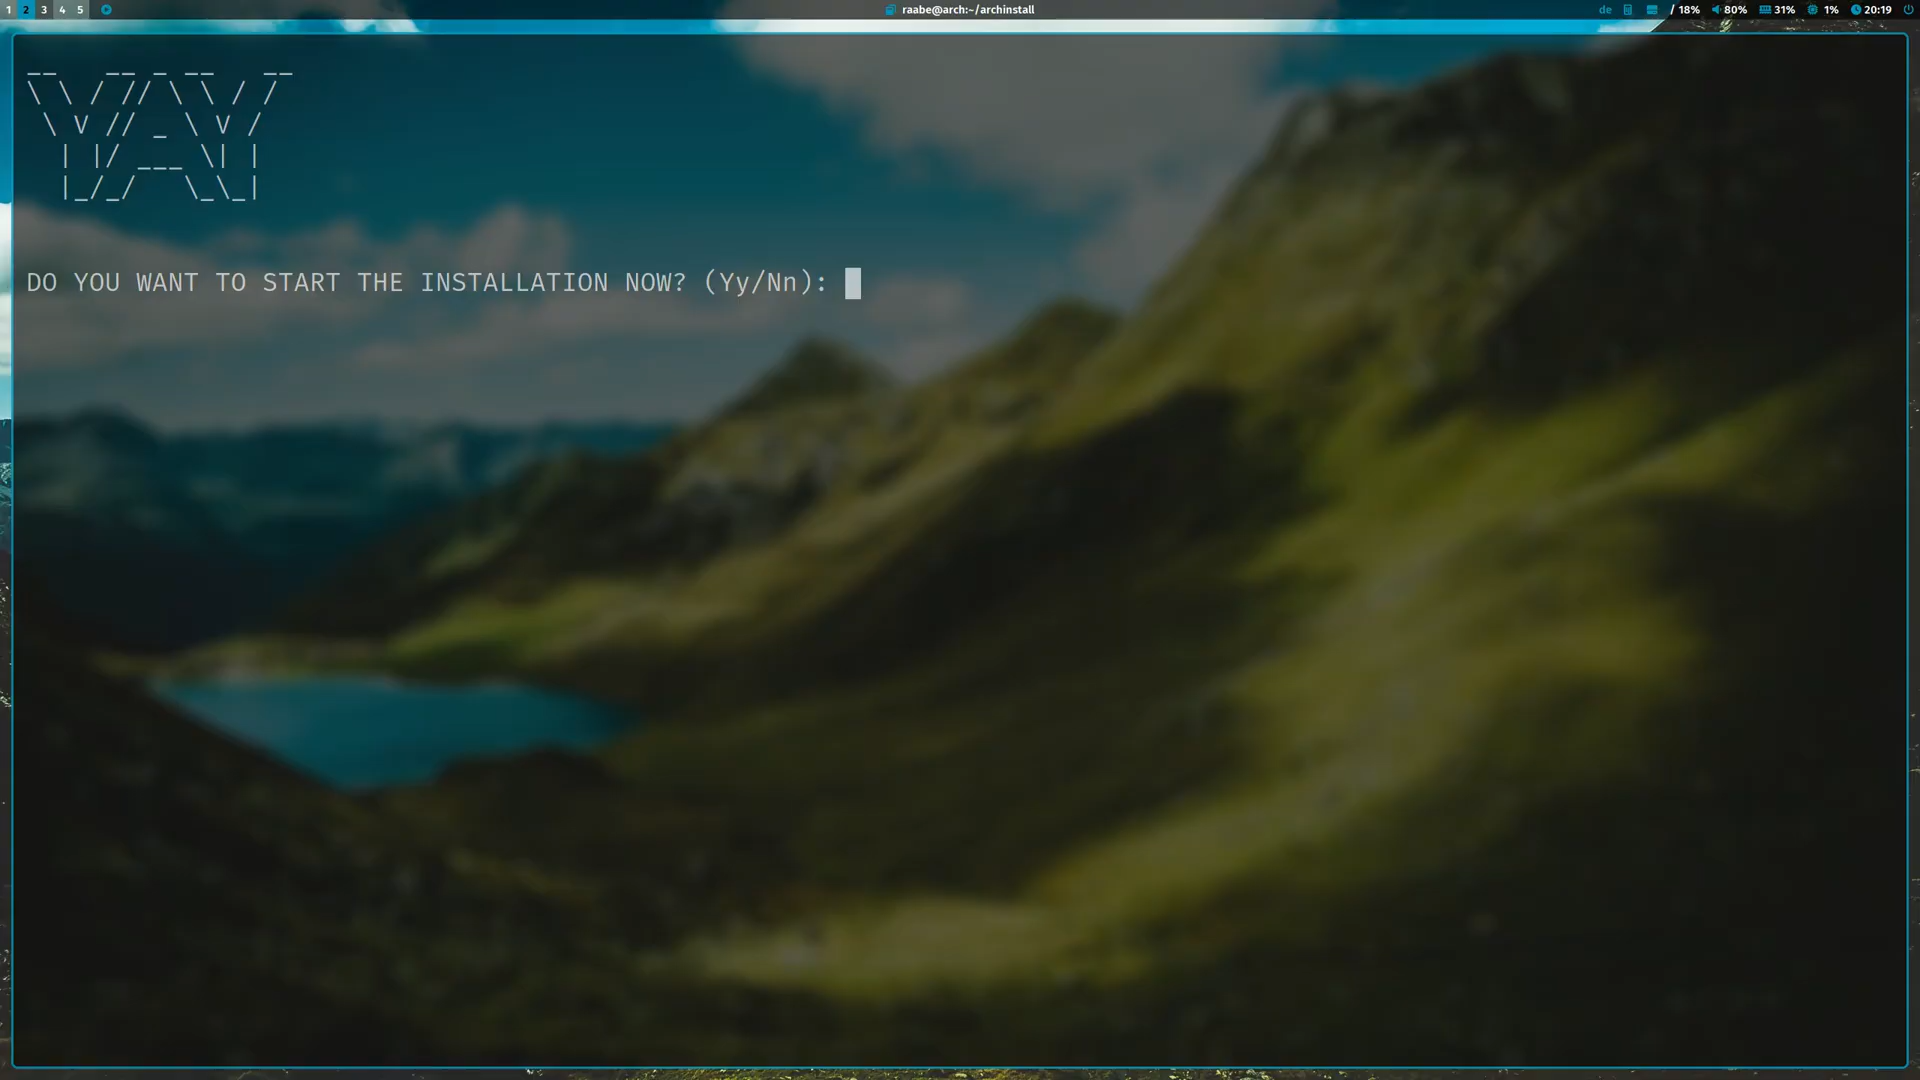 1 2 3 4 5
raabe@arch:~/archinstall
de / 18% 80% 31% 1% 20:19
YAY
DO YOU WANT TO START THE INSTALLATION NOW? (Yy/Nn):